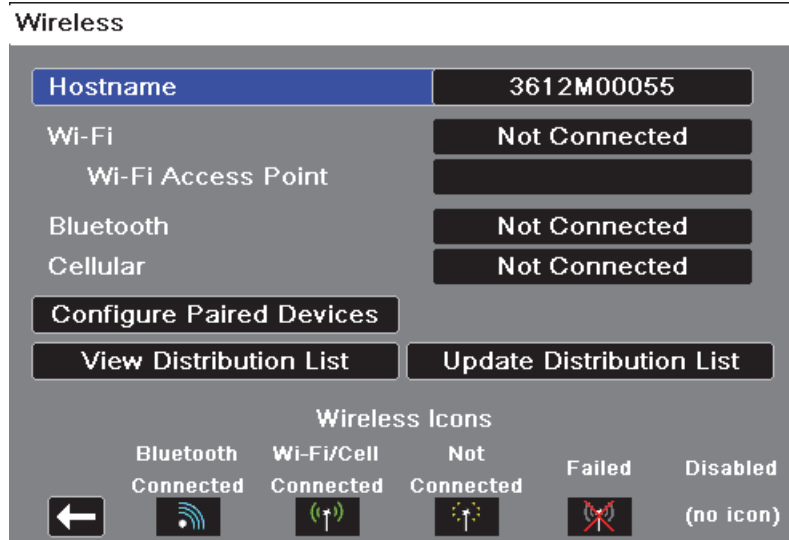 Wireless
Hostname 3612M00055
Wi-Fi Not Connected
Wi-Fi Access Point
Bluetooth Not Connected
Cellular Not Connected
Configure Paired Devices
View Distribution List Update Distribution List
Wireless Icons
Bluetooth Wi-Fi/Cell Not Failed Disabled
Connected Connected Connected (no icon)